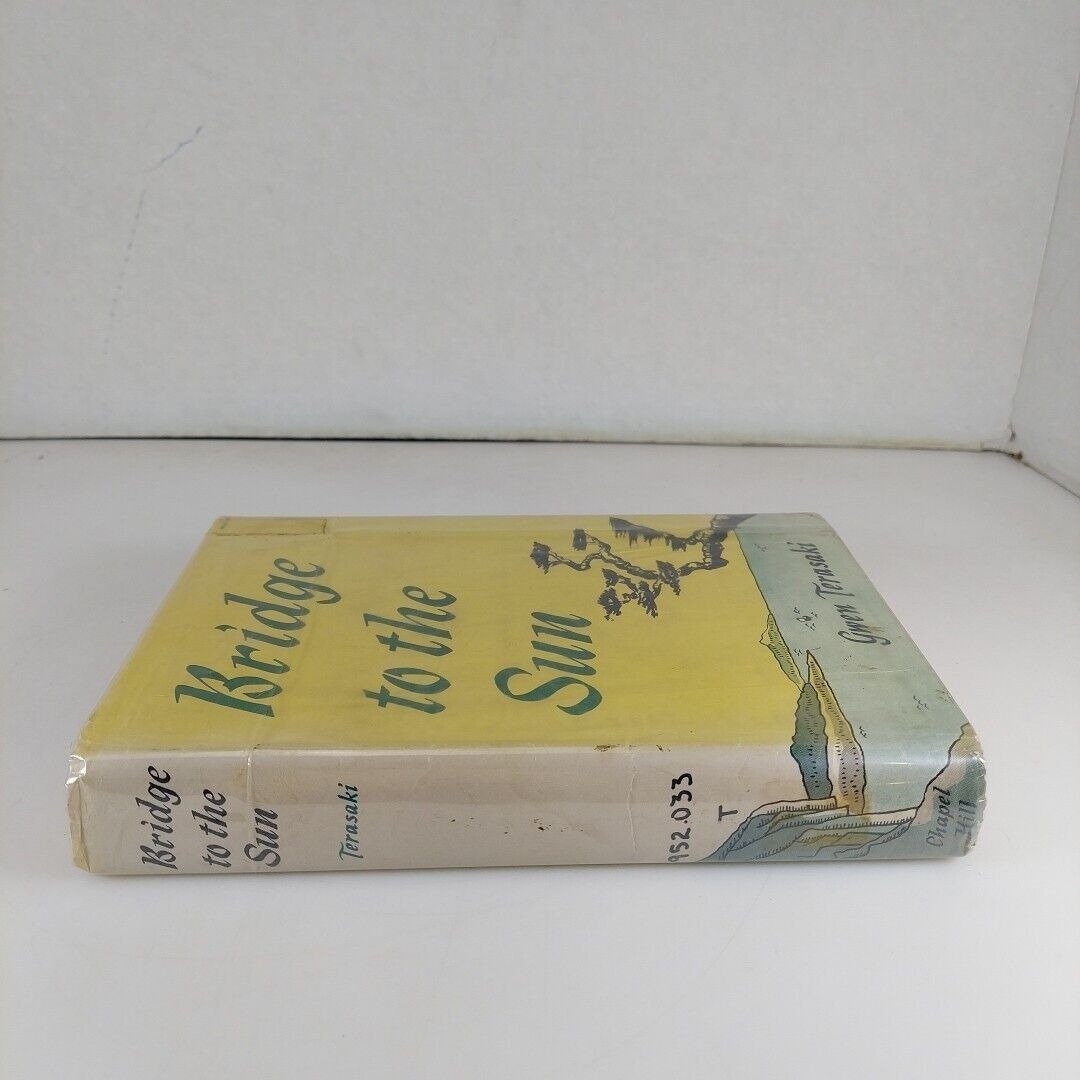 Bridge
to the
Sun
Gwen Terasaki
Bridge
to the
Sun
Terasaki
952.033
T
Chapel
Hill